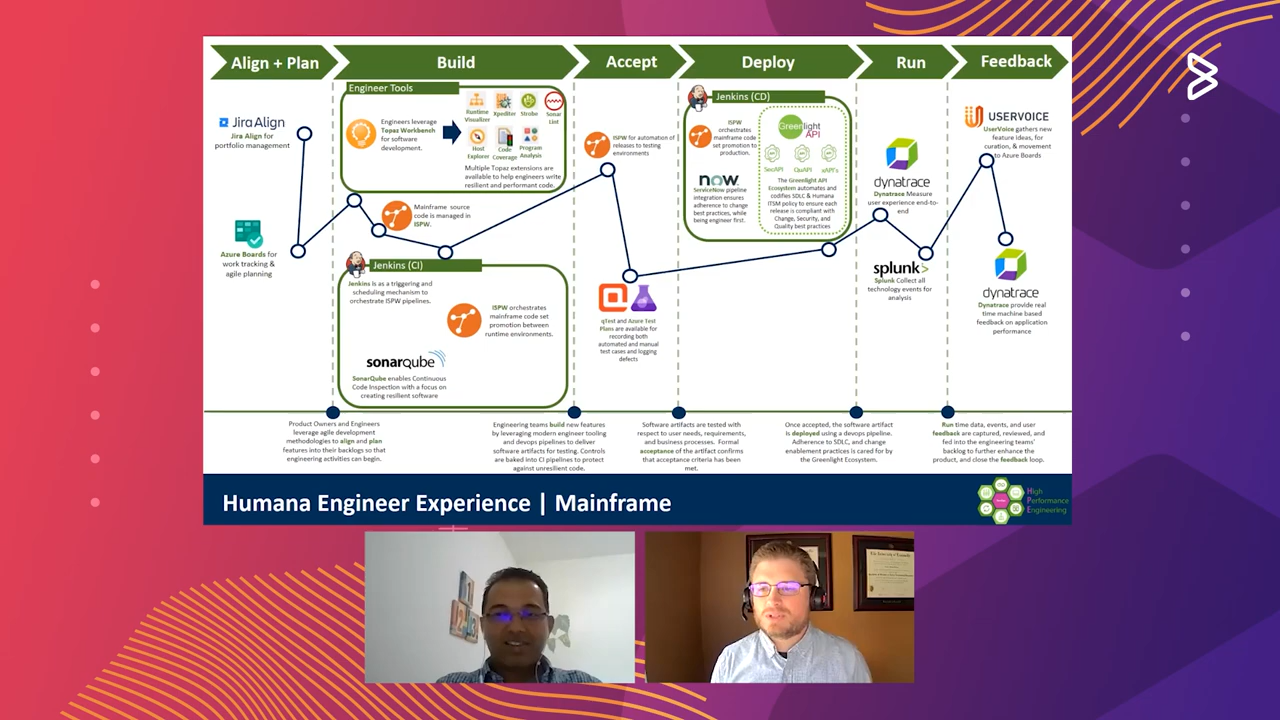 Align + Plan
Build
Accept
Deploy
Run
Feedback
Jira Align
Jira Align for
portfolio management
Azure Boards for
work tracking &
agile planning
Engineer Tools
Engineers leverage
Topaz Workbench
for software
development.
Runtime
Visualizer
Xpediter
Strobe
Sonar
Lint
Host
Explorer
Code
Coverage
Program
Analysis
Multiple Topaz extensions are
available to help engineers write
resilient and performant code.
Mainframe source
code is managed in
ISPW.
Jenkins (CI)
Jenkins is as a triggering and
scheduling mechanism to
orchestrate ISPW pipelines.
ISPW orchestrates
mainframe code set
promotion between
runtime environments.
sonarqube
SonarQube enables Continuous
Code Inspection with a focus on
creating resilient software
ISPW for automation of
releases to testing
environments
qTest and Azure Test
Plans are available for
recording both
automated and manual
test cases and logging
defects
Jenkins (CD)
ISPW
orchestrates
mainframe code
set promotion to
production.
now
ServiceNow pipeline
integration ensures
adherence to change
best practices, while
being engineer first.
Greenlight
API
SecAPI
QuAPI
xAPI's
The Greenlight API
Ecosystem automates and
codifies SDLC & Humana
ITSM policy to ensure each
release is compliant with
Change, Security, and
Quality best practices
dynatrace
Dynatrace Measure
user experience end-to-
end
splunk>
Splunk Collect all
technology events for
analysis
USERVOICE
UserVoice gathers new
feature ideas, for
curation, & movement
to Azure Boards
dynatrace
Dynatrace provide real
time machine based
feedback on application
performance
Product Owners and Engineers
leverage agile development
methodologies to align and plan
features into their backlogs so that
engineering activities can begin.
Engineering teams build new features
by leveraging modern engineer tooling
and devops pipelines to deliver
software artifacts for testing. Controls
are baked into CI pipelines to protect
against unresilient code.
Software artifacts are tested with
respect to user needs, requirements,
and business processes. Formal
acceptance of the artifact confirms
that acceptance criteria has been
met.
Once accepted, the software artifact
is deployed using a devops pipeline.
Adherence to SDLC, and change
enablement practices is cared for by
the Greenlight Ecosystem.
Run time data, events, and user
feedback are captured, reviewed, and
fed into the engineering teams'
backlog to further enhance the
product, and close the feedback loop.
Humana Engineer Experience | Mainframe
High
Performance
Engineering